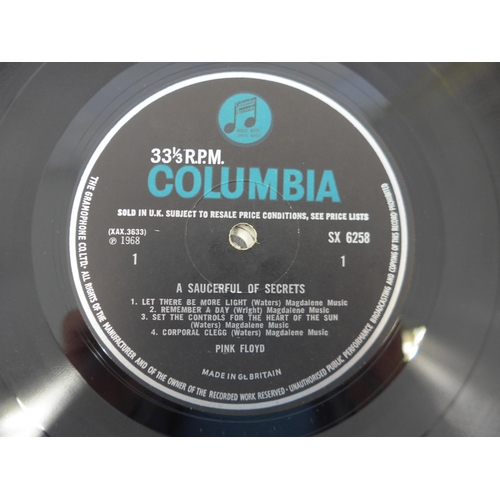 33⅓ R.P.M.
COLUMBIA
SOLD IN U.K. SUBJECT TO RESALE PRICE CONDITIONS, SEE PRICE LISTS
(XAX.3633)
℗ 1968
SX 6258
1
1
A SAUCERFUL OF SECRETS
1. LET THERE BE MORE LIGHT (Waters) Magdalene Music
2. REMEMBER A DAY (Wright) Magdalene Music
3. SET THE CONTROLS FOR THE HEART OF THE SUN
(Waters) Magdalene Music
4. CORPORAL CLEGG (Waters) Magdalene Music
PINK FLOYD
MADE IN Gt. BRITAIN
THE GRAMOPHONE CO. LTD. ALL RIGHTS OF THE MANUFACTURER AND OF THE OWNER OF THE RECORDED WORK RESERVED · UNAUTHORISED PUBLIC PERFORMANCE BROADCASTING AND COPYING OF THIS RECORD PROHIBITED